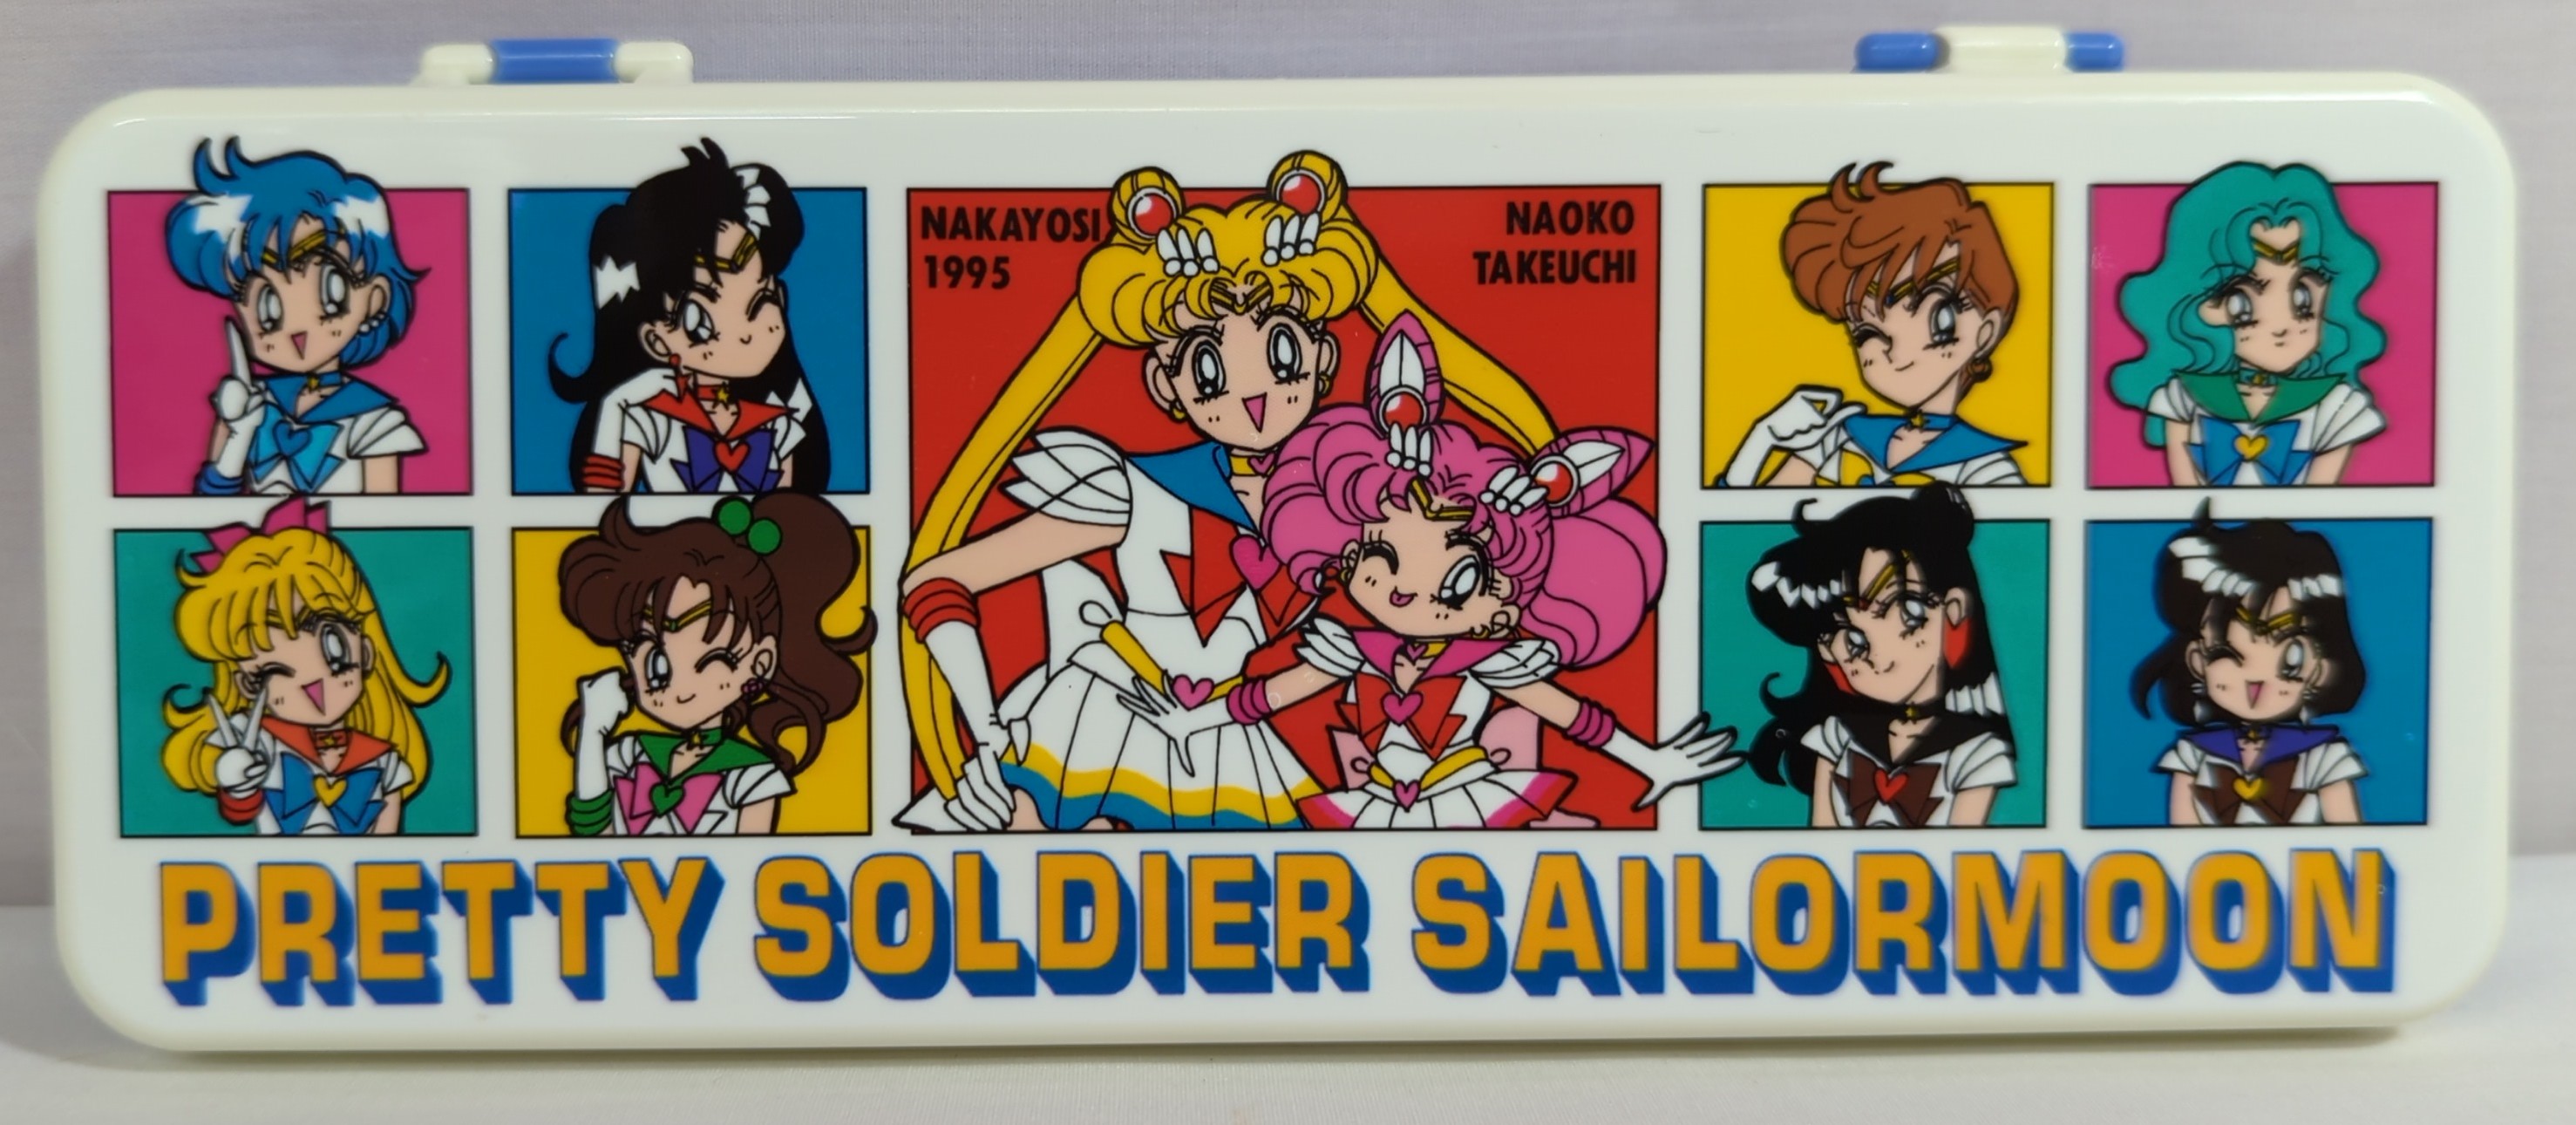 NAKAYOSI
1995
NAOKO
TAKEUCHI
PRETTY SOLDIER SAILORMOON